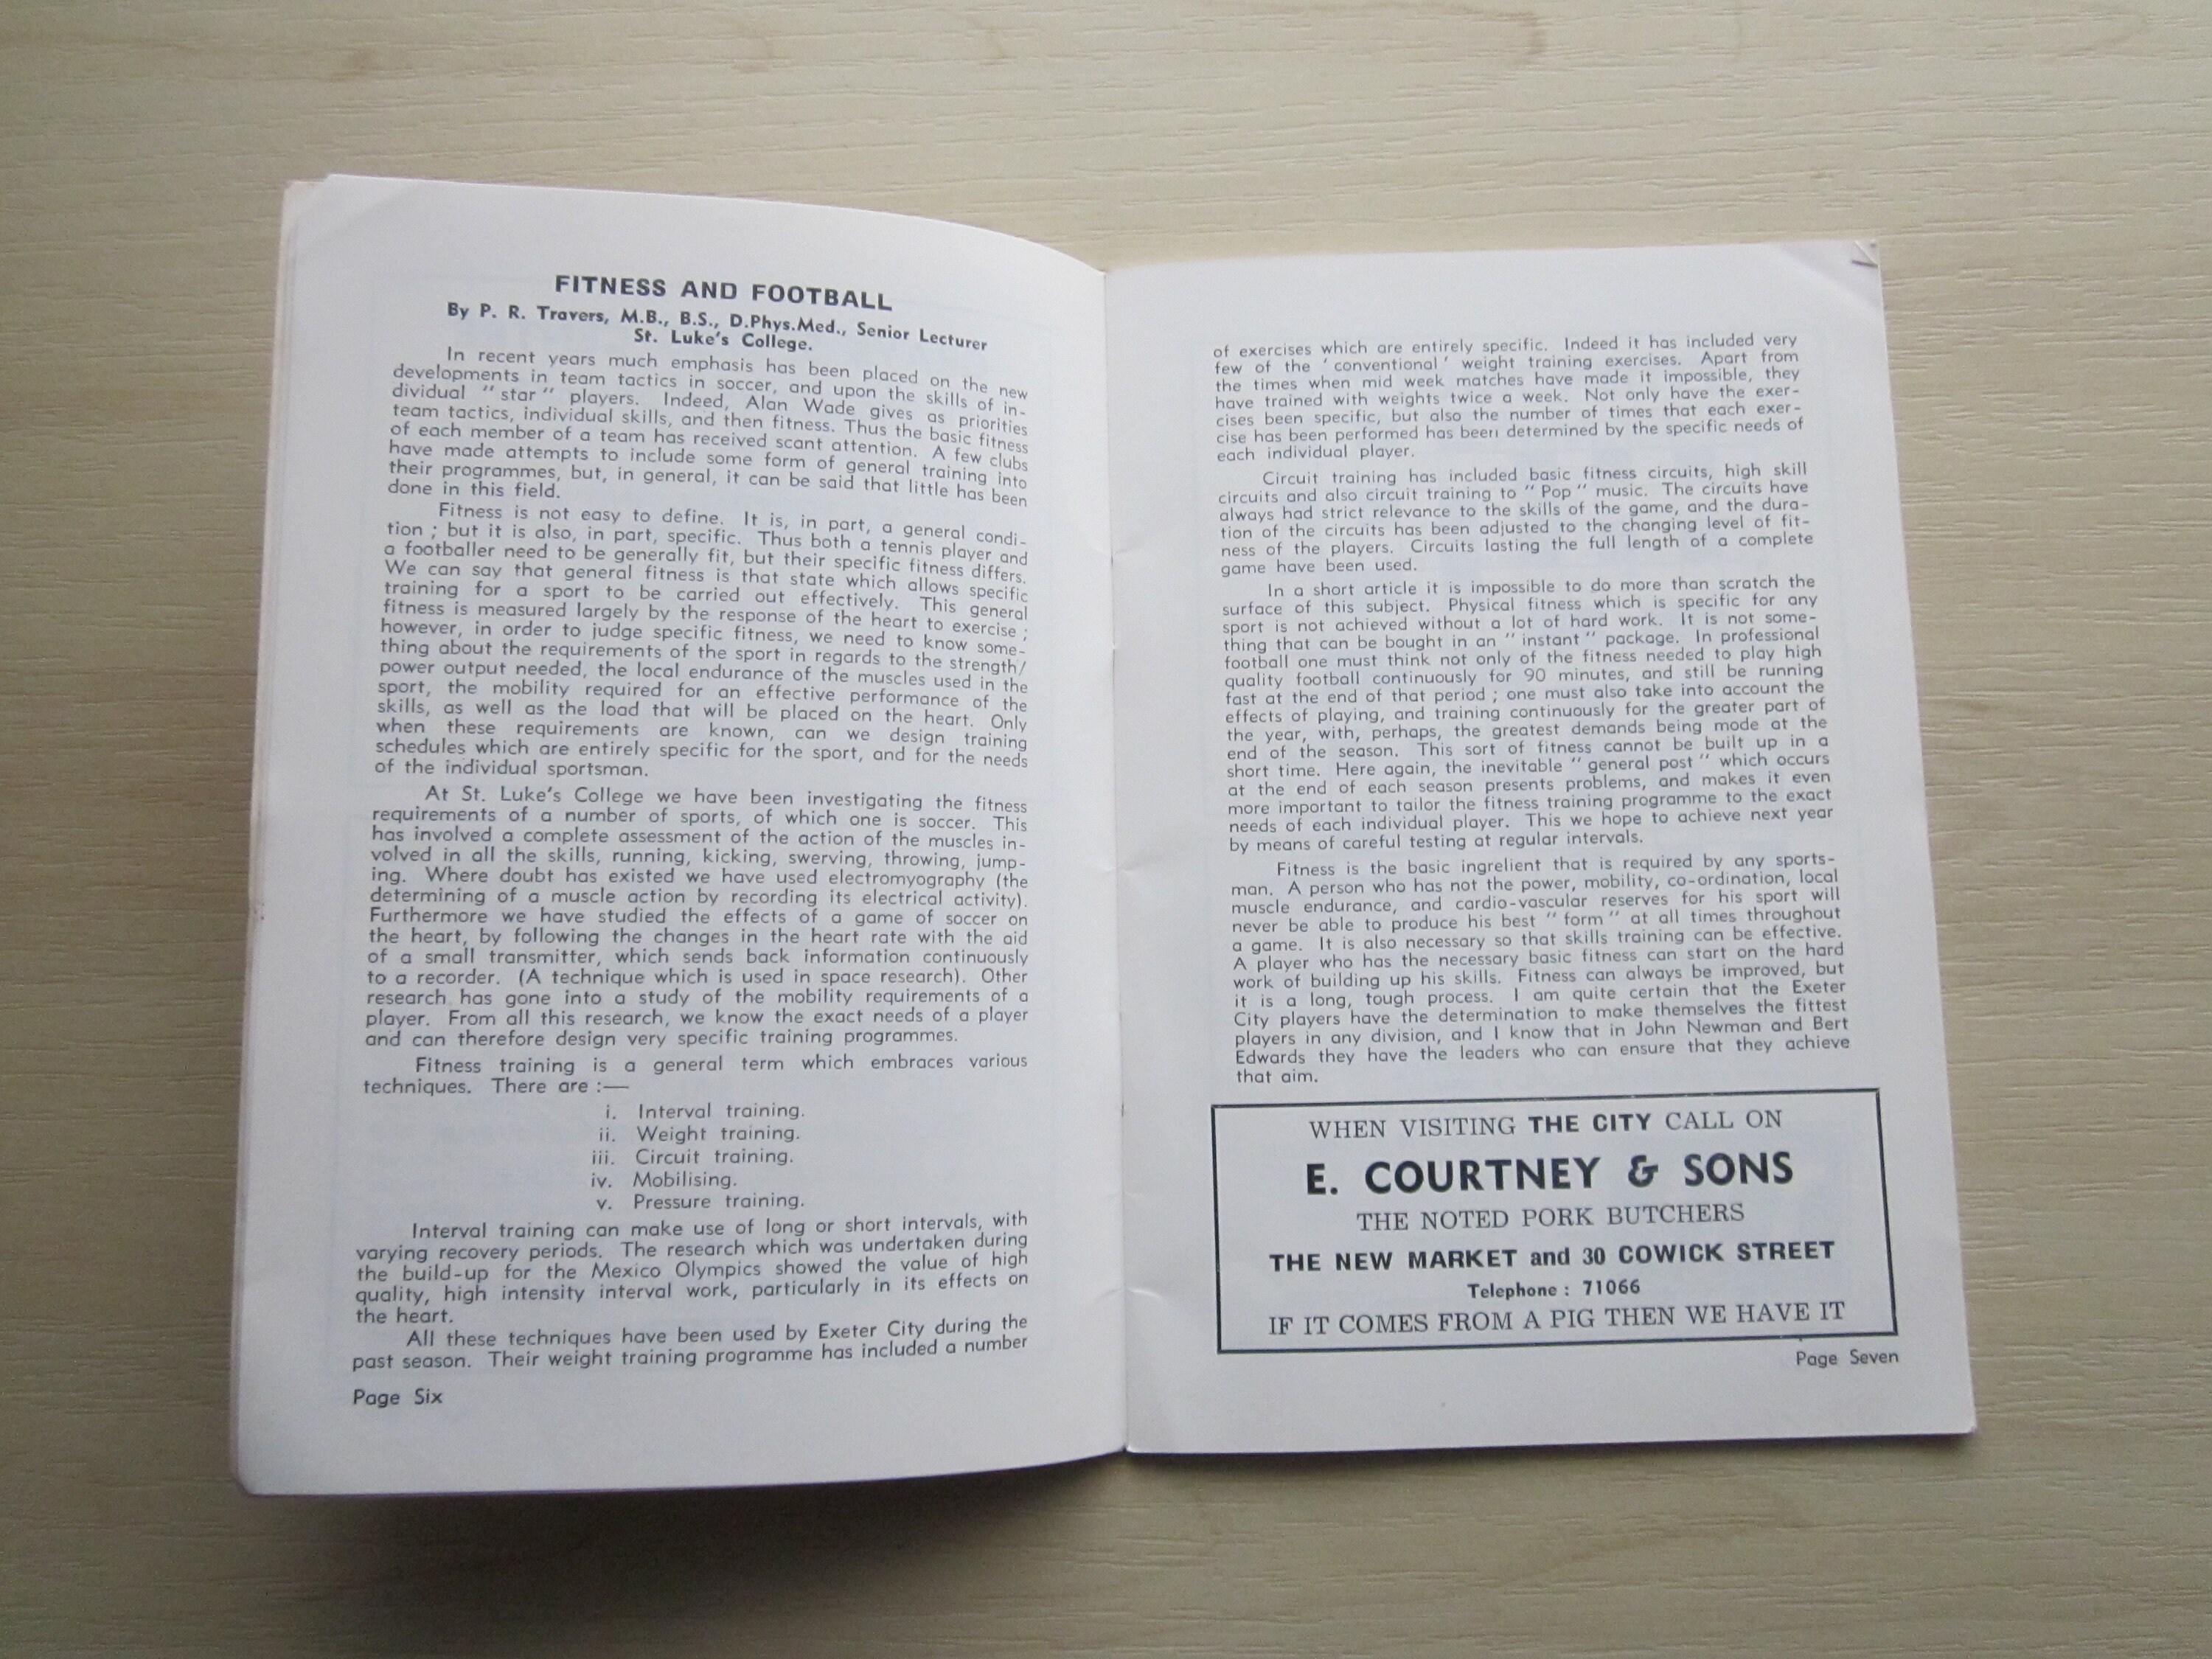 FITNESS AND FOOTBALL
By P. R. Travers, M.B., B.S., D.Phys.Med., Senior Lecturer
St. Luke's College.
In recent years much emphasis has been placed on the new
developments in team tactics in soccer, and upon the skills of in-
dividual "star" players. Indeed, Alan Wade gives as priorities
team tactics, individual skills, and then fitness. Thus the basic fitness
of each member of a team has received scant attention. A few clubs
have made attempts to include some form of general training into
their programmes, but, in general, it can be said that little has been
done in this field.
Fitness is not easy to define. It is, in part, a general condi-
tion ; but it is also, in part, specific. Thus both a tennis player and
a footballer need to be generally fit, but their specific fitness differs.
We can say that general fitness is that state which allows specific
training for a sport to be carried out effectively. This general
fitness is measured largely by the response of the heart to exercise ;
however, in order to judge specific fitness, we need to know some-
thing about the requirements of the sport in regards to the strength/
power output needed, the local endurance of the muscles used in the
sport, the mobility required for an effective performance of the
skills, as well as the load that will be placed on the heart. Only
when these requirements are known, can we design training
schedules which are entirely specific for the sport, and for the needs
of the individual sportsman.
At St. Luke's College we have been investigating the fitness
requirements of a number of sports, of which one is soccer. This
has involved a complete assessment of the action of the muscles in-
volved in all the skills, running, kicking, swerving, throwing, jump-
ing. Where doubt has existed we have used electromyography (the
determining of a muscle action by recording its electrical activity).
Furthermore we have studied the effects of a game of soccer on
the heart, by following the changes in the heart rate with the aid
of a small transmitter, which sends back information continuously
to a recorder. (A technique which is used in space research). Other
research has gone into a study of the mobility requirements of a
player. From all this research, we know the exact needs of a player
and can therefore design very specific training programmes.
Fitness training is a general term which embraces various
techniques. There are :—
i. Interval training.
ii. Weight training.
iii. Circuit training.
iv. Mobilising.
v. Pressure training.
Interval training can make use of long or short intervals, with
varying recovery periods. The research which was undertaken during
the build-up for the Mexico Olympics showed the value of high
quality, high intensity interval work, particularly in its effects on
the heart.
All these techniques have been used by Exeter City during the
past season. Their weight training programme has included a number
Page Six
of exercises which are entirely specific. Indeed it has included very
few of the 'conventional' weight training exercises. Apart from
the times when mid week matches have made it impossible, they
have trained with weights twice a week. Not only have the exer-
cises been specific, but also the number of times that each exer-
cise has been performed has been determined by the specific needs of
each individual player.
Circuit training has included basic fitness circuits, high skill
circuits and also circuit training to "Pop" music. The circuits have
always had strict relevance to the skills of the game, and the dura-
tion of the circuits has been adjusted to the changing level of fit-
ness of the players. Circuits lasting the full length of a complete
game have been used.
In a short article it is impossible to do more than scratch the
surface of this subject. Physical fitness which is specific for any
sport is not achieved without a lot of hard work. It is not some-
thing that can be bought in an "instant" package. In professional
football one must think not only of the fitness needed to play high
quality football continuously for 90 minutes, and still be running
fast at the end of that period ; one must also take into account the
effects of playing, and training continuously for the greater part of
the year, with, perhaps, the greatest demands being mode at the
end of the season. This sort of fitness cannot be built up in a
short time. Here again, the inevitable "general post" which occurs
at the end of each season presents problems, and makes it even
more important to tailor the fitness training programme to the exact
needs of each individual player. This we hope to achieve next year
by means of careful testing at regular intervals.
Fitness is the basic ingrelient that is required by any sports-
man. A person who has not the power, mobility, co-ordination, local
muscle endurance, and cardio-vascular reserves for his sport will
never be able to produce his best "form" at all times throughout
a game. It is also necessary so that skills training can be effective.
A player who has the necessary basic fitness can start on the hard
work of building up his skills. Fitness can always be improved, but
it is a long, tough process. I am quite certain that the Exeter
City players have the determination to make themselves the fittest
players in any division, and I know that in John Newman and Bert
Edwards they have the leaders who can ensure that they achieve
that aim.
WHEN VISITING THE CITY CALL ON
E. COURTNEY & SONS
THE NOTED PORK BUTCHERS
THE NEW MARKET and 30 COWICK STREET
Telephone : 71066
IF IT COMES FROM A PIG THEN WE HAVE IT
Page Seven